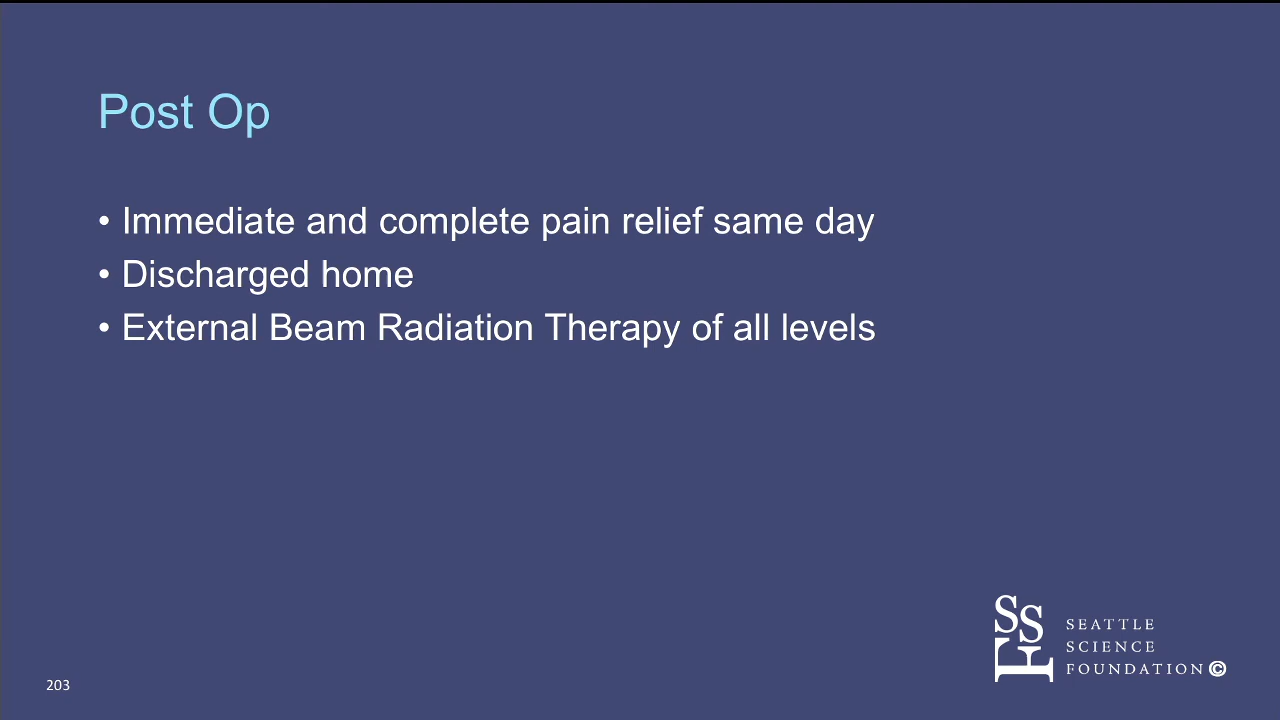 Post Op
• Immediate and complete pain relief same day
• Discharged home
• External Beam Radiation Therapy of all levels
SSF
SEATTLE
SCIENCE
FOUNDATION©
203